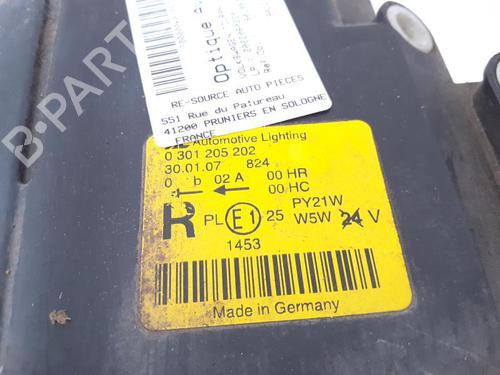 Optique
RE-SOURCE AUTO PIECES
551 Rue du Patureau
41200 PRUNIERS EN SOLOGNE
FRANCE
Automotive Lighting
0 301 205 202
30.01.07 824
0 b 02 A 00 HR
00 HC
R PL E1 25 PY21W
W5W 24 V
1453
Made in Germany